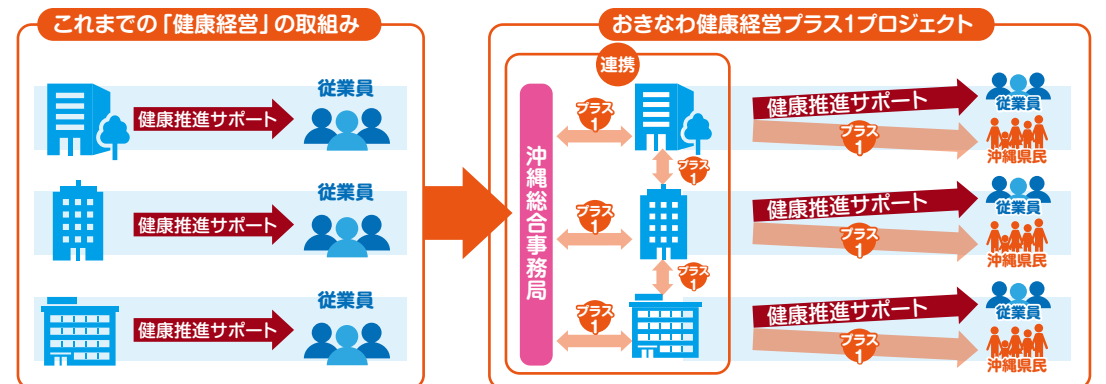 これまでの「健康経営」の取組み
従業員
健康推進サポート
従業員
健康推進サポート
従業員
健康推進サポート
おきなわ健康経営プラス1プロジェクト
連携
沖縄総合事務局
プラス
1
プラス
1
プラス
1
プラス
1
プラス
1
健康推進サポート
従業員
プラス
1
沖縄県民
健康推進サポート
従業員
プラス
1
沖縄県民
健康推進サポート
従業員
プラス
1
沖縄県民